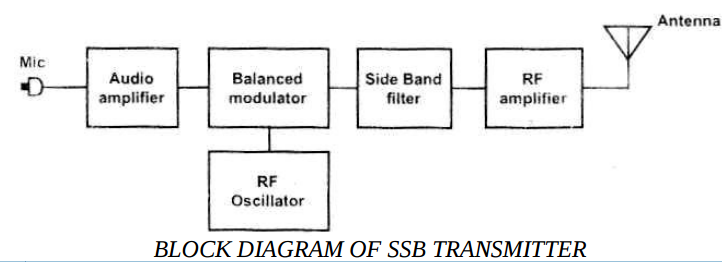 Antenna
Mic
Audio
amplifier
Balanced
modulator
Side Band
filter
RF
amplifier
RF
Oscillator
BLOCK DIAGRAM OF SSB TRANSMITTER